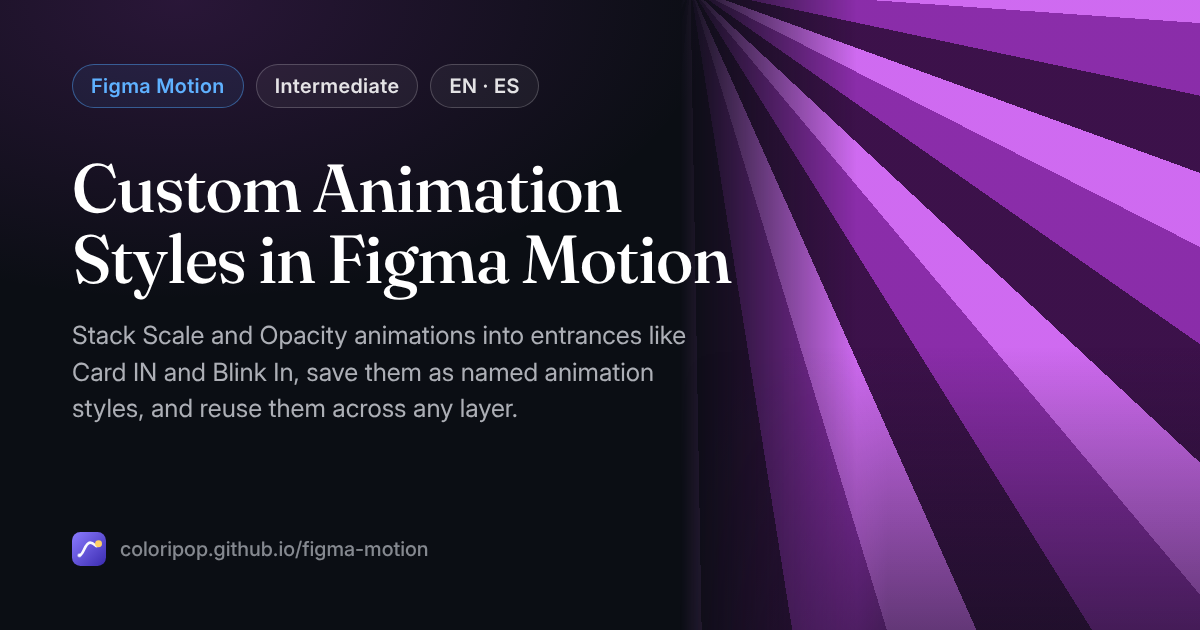 Figma Motion
Intermediate
EN · ES
Custom Animation
Styles in Figma Motion
Stack Scale and Opacity animations into entrances like
Card IN and Blink In, save them as named animation
styles, and reuse them across any layer.
coloripop.github.io/figma-motion